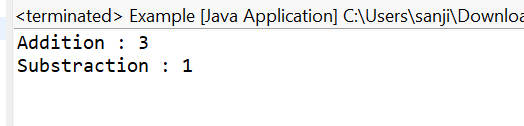 <terminated> Example [Java Application] C:\Users\sanji\Downloa
Addition : 3
Substraction : 1